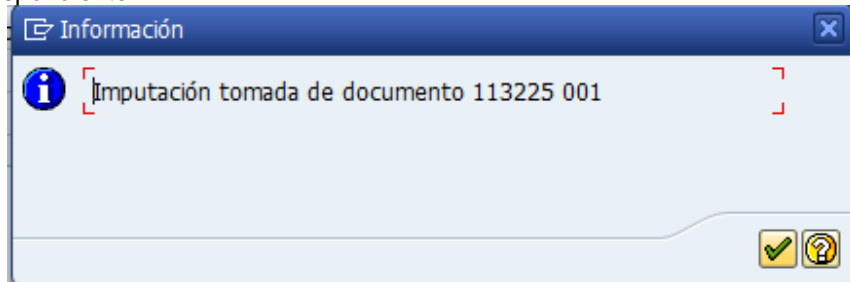 Información
Imputación tomada de documento 113225 001